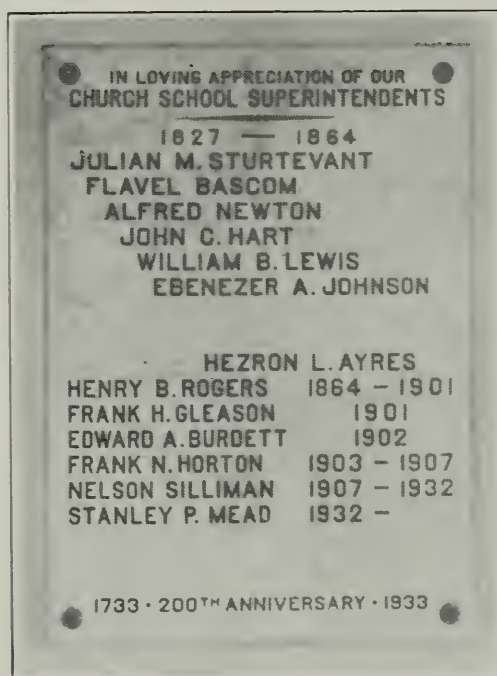 IN LOVING APPRECIATION OF OUR
CHURCH SCHOOL SUPERINTENDENTS
1827 — 1864
JULIAN M. STURTEVANT
FLAVEL BASCOM
ALFRED NEWTON
JOHN C. HART
WILLIAM B. LEWIS
EBENEZER A. JOHNSON
HEZRON L. AYRES
HENRY B. ROGERS 1864 – 1901
FRANK H. GLEASON 1901
EDWARD A. BURDETT 1902
FRANK N. HORTON 1903 – 1907
NELSON SILLIMAN 1907 – 1932
STANLEY P. MEAD 1932 –
1733 · 200TH ANNIVERSARY · 1933